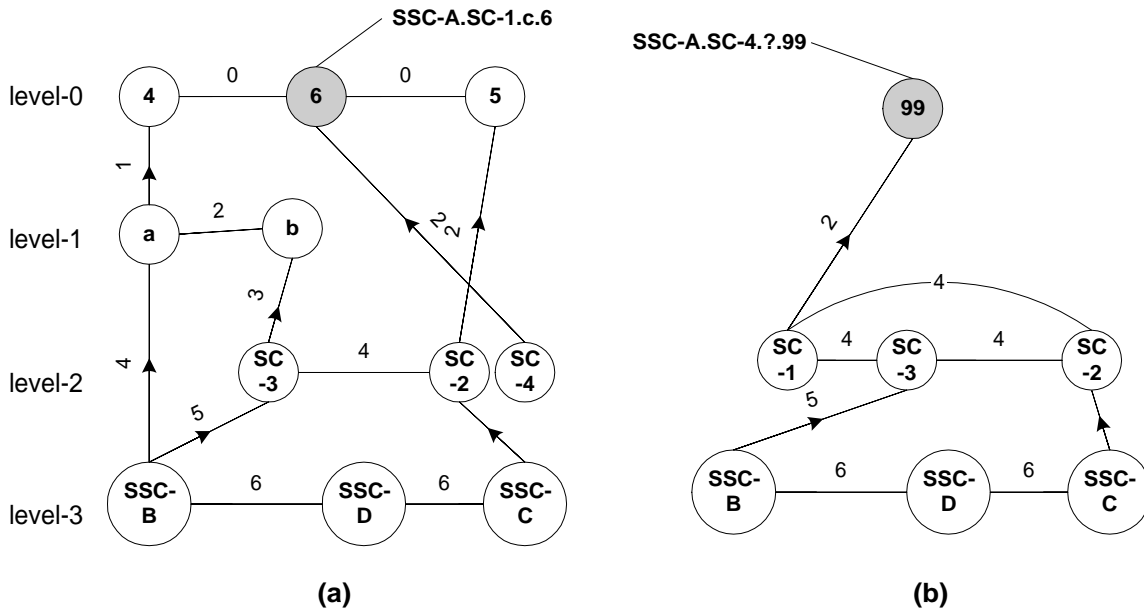 SSC-A.SC-1.c.6
SSC-A.SC-4.?.99
level-0
4
0
6
0
5
99
1
level-1
a
2
b
2
2
2
3
4
level-2
4
SC
-3
4
SC
-2
SC
-4
SC
-1
4
SC
-3
4
SC
-2
5
5
level-3
SSC-
B
6
SSC-
D
6
SSC-
C
SSC-
B
6
SSC-
D
6
SSC-
C
(a)
(b)